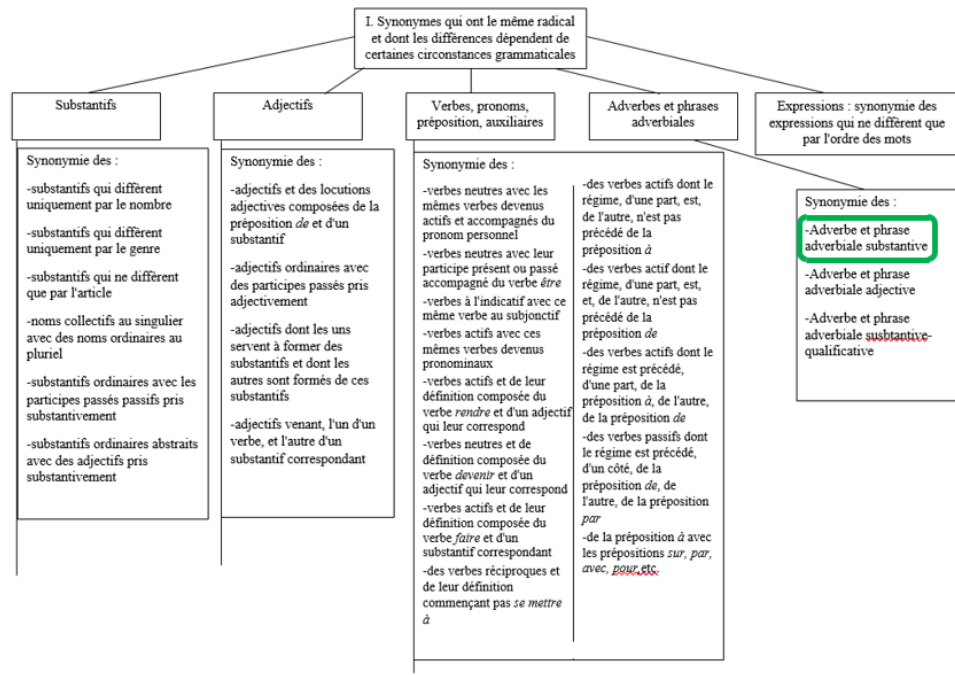 I. Synonymes qui ont le même radical
et dont les différences dépendent de
certaines circonstances grammaticales
Substantifs
Adjectifs
Verbes, pronoms,
préposition, auxiliaires
Adverbes et phrases
adverbiales
Expressions : synonymie des
expressions qui ne diffèrent que
par l'ordre des mots
Synonymie des :
-substantifs qui diffèrent
uniquement par le nombre
-substantifs qui diffèrent
uniquement par le genre
-substantifs qui ne diffèrent
que par l'article
-noms collectifs au singulier
avec des noms ordinaires au
pluriel
-substantifs ordinaires avec les
participes passés passifs pris
substantivement
-substantifs ordinaires abstraits
avec des adjectifs pris
substantivement
Synonymie des :
-adjectifs et des locutions
adjectives composées de la
préposition de et d'un
substantif
-adjectifs ordinaires avec
des participes passés pris
adjectivement
-adjectifs dont les uns
servent à former des
substantifs et dont les
autres sont formés de ces
substantifs
-adjectifs venant, l'un d'un
verbe, et l'autre d'un
substantif correspondant
Synonymie des :
-verbes neutres avec les
mêmes verbes devenus
actifs et accompagnés du
pronom personnel
-verbes neutres avec leur
participe présent ou passé
accompagné du verbe être
-verbes à l'indicatif avec ce
même verbe au subjonctif
-verbes actifs avec ces
mêmes verbes devenus
pronominaux
-verbes actifs et de leur
définition composée du
verbe rendre et d'un adjectif
qui leur correspond
-verbes neutres et de
définition composée du
verbe devenir et d'un
adjectif qui leur correspond
-verbes actifs et de leur
définition composée du
verbe faire et d'un
substantif correspondant
-des verbes réciproques et
de leur définition
commençant pas se mettre
à
-des verbes actifs dont le
régime, d'une part, est,
de l'autre, n'est pas
précédé de la
préposition à
-des verbes actif dont le
régime, d'une part, est,
et, de l'autre, n'est pas
précédé de la
préposition de
-des verbes actifs dont le
régime est précédé,
d'une part, de la
préposition à, de l'autre,
de la préposition de
-des verbes passifs dont
le régime est précédé,
d'un côté, de la
préposition de, de
l'autre, de la préposition
par
-de la préposition à avec
les prépositions sur, par,
avec, pour,etc.
Synonymie des :
-Adverbe et phrase
adverbiale substantive
-Adverbe et phrase
adverbiale adjective
-Adverbe et phrase
adverbiale susbtantive-
qualificative